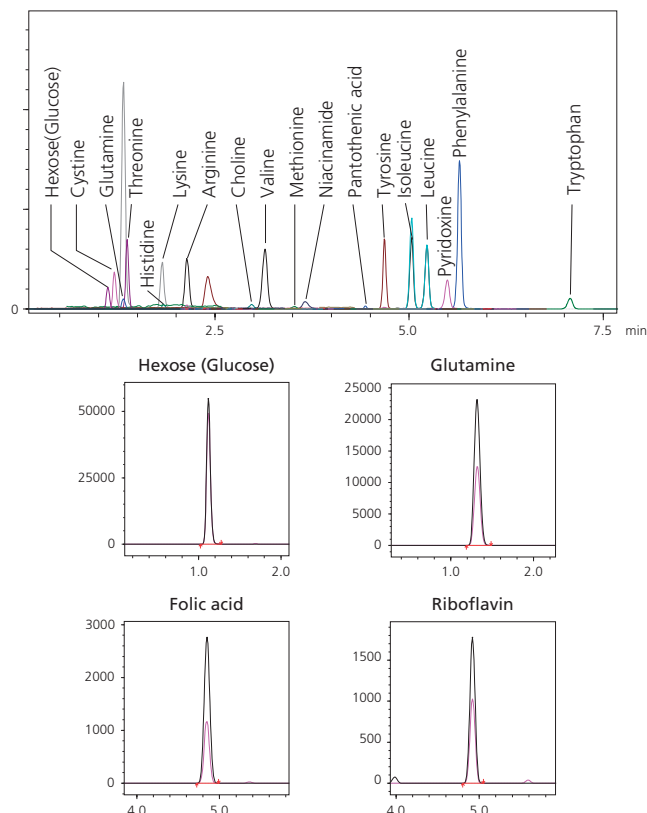 Hexose(Glucose)
Cystine
Glutamine
Threonine
Histidine
Lysine
Arginine
Choline
Valine
Methionine
Niacinamide
Pantothenic acid
Tyrosine
Isoleucine
Leucine
Pyridoxine
Phenylalanine
Tryptophan
0
2.5 5.0 7.5 min
Hexose (Glucose)
50000
25000
0
1.0 2.0
Glutamine
25000
20000
15000
10000
5000
0
1.0 2.0
Folic acid
3000
2000
1000
0
4.0 5.0
Riboflavin
1500
1000
500
0
4.0 5.0